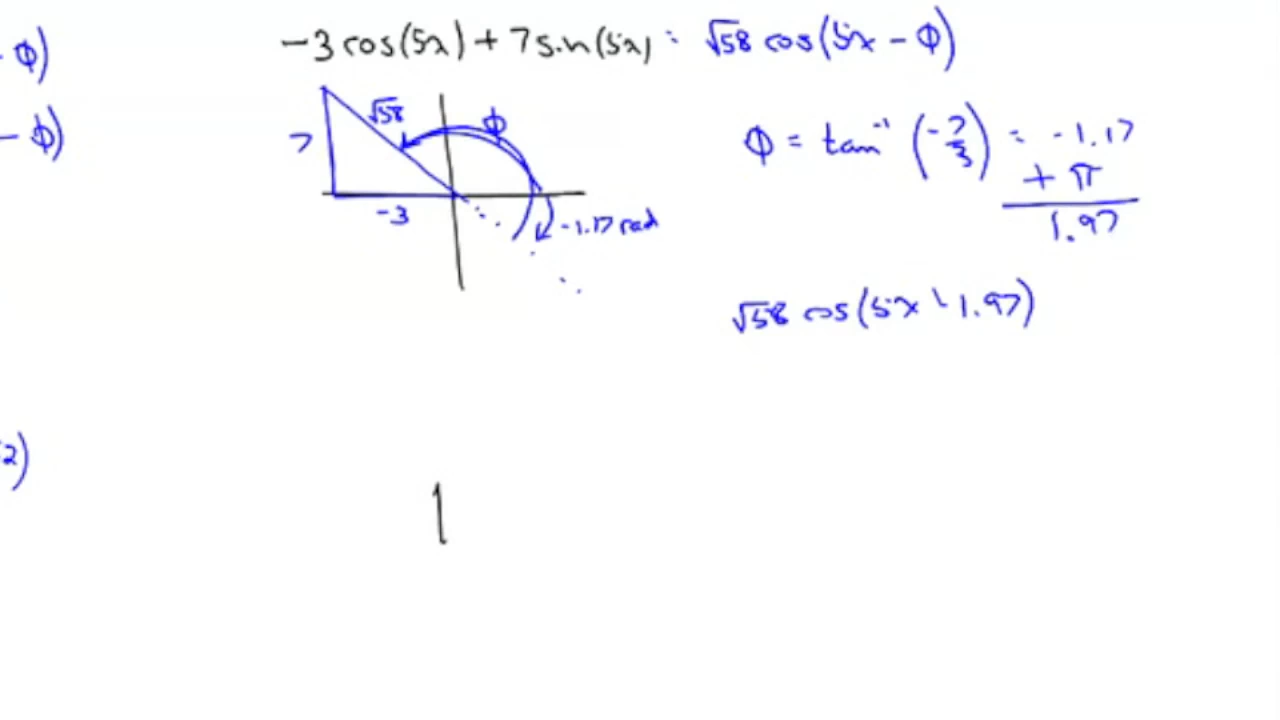 - ϕ)
- ϕ)
-3 cos(5x) + 7 sin(5x) = √58 cos(5x - ϕ)
√58
ϕ
7
-3
-1.17 rad
ϕ = tan⁻¹ (-7/3) = -1.17
+ π
1.97
√58 cos(5x - 1.97)
2)